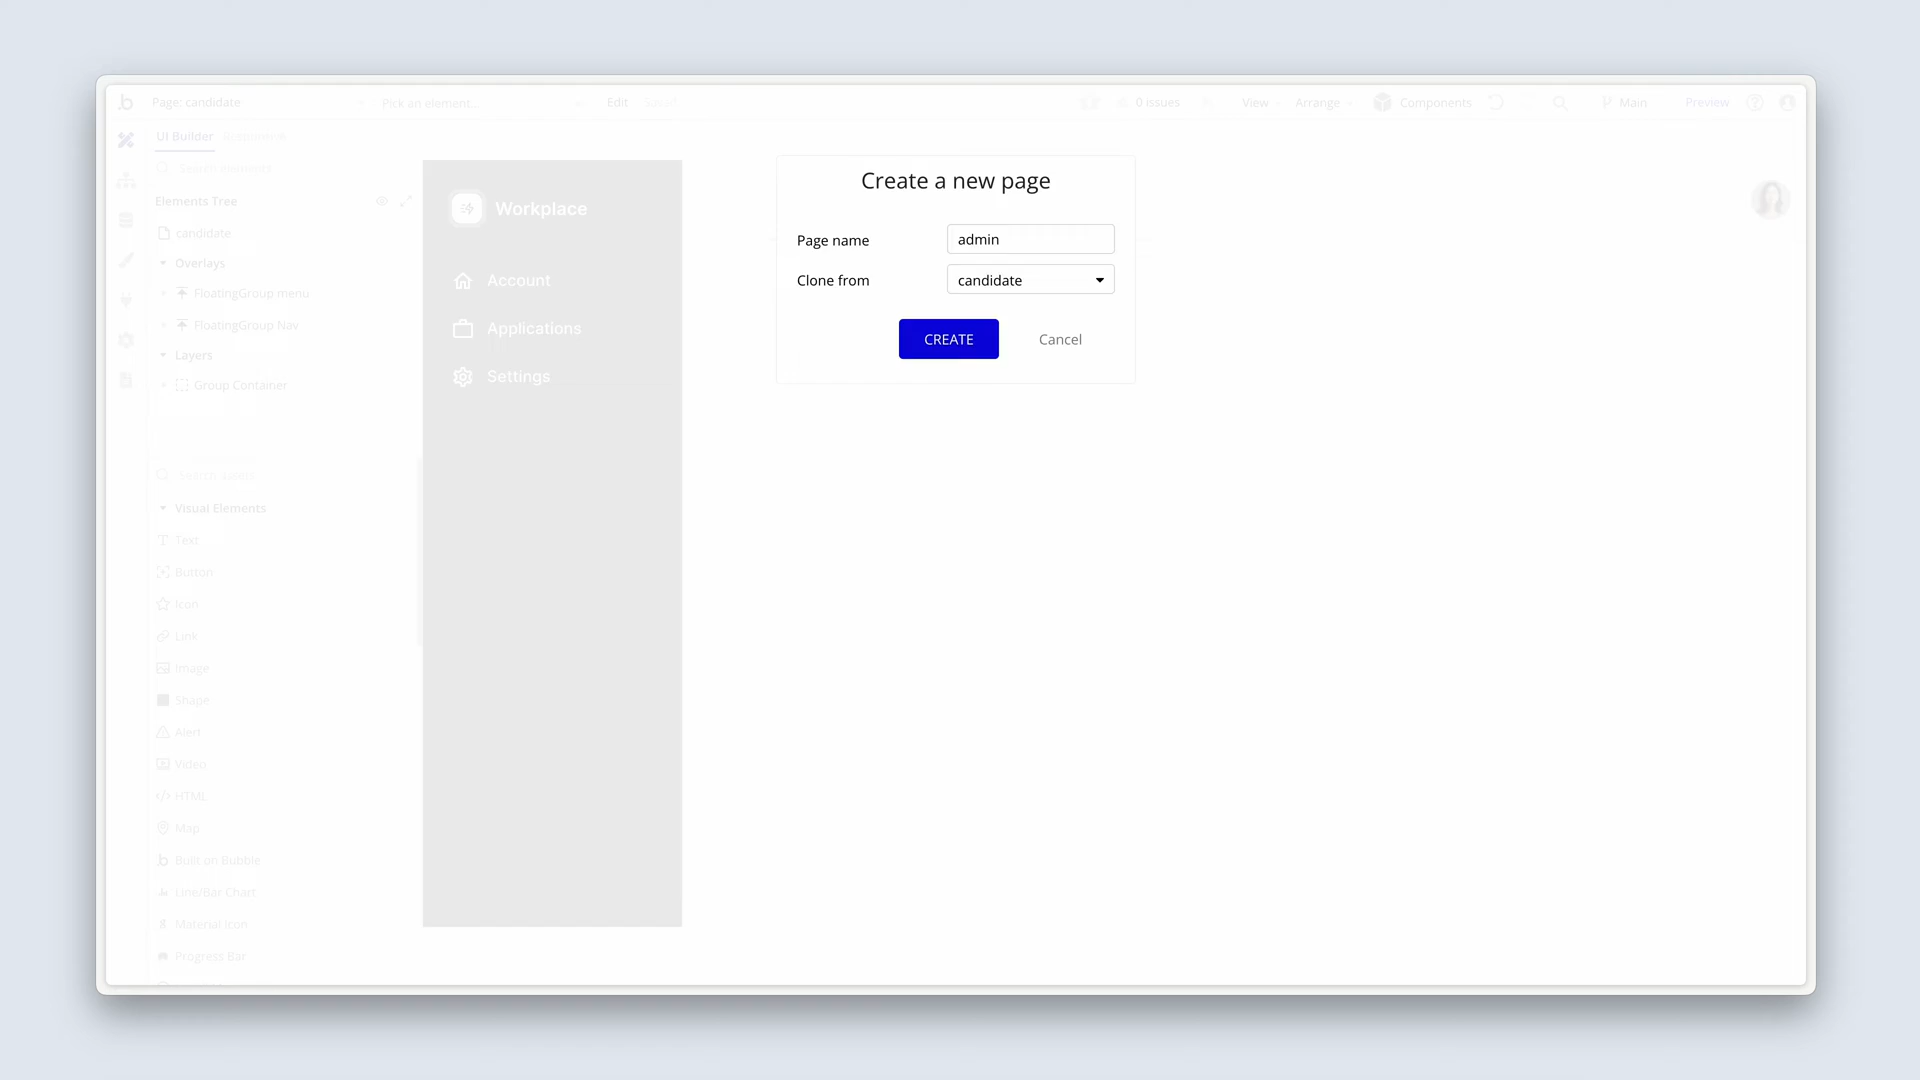 Page: candidate
Pick an element...
Edit
Saved
0 issues
View
Arrange
Components
Main
Preview
UI Builder
Responsive
Elements Tree
candidate
Overlays
FloatingGroup menu
FloatingGroup Nav
Layers
Group Container
Visual Elements
Text
Button
Icon
Link
Image
Shape
Alert
Video
HTML
Map
Built on Bubble
Line/Bar Chart
Material Icon
Progress Bar
Workplace
Account
Applications
Settings
Create a new page
Page name
admin
Clone from
candidate
CREATE
Cancel